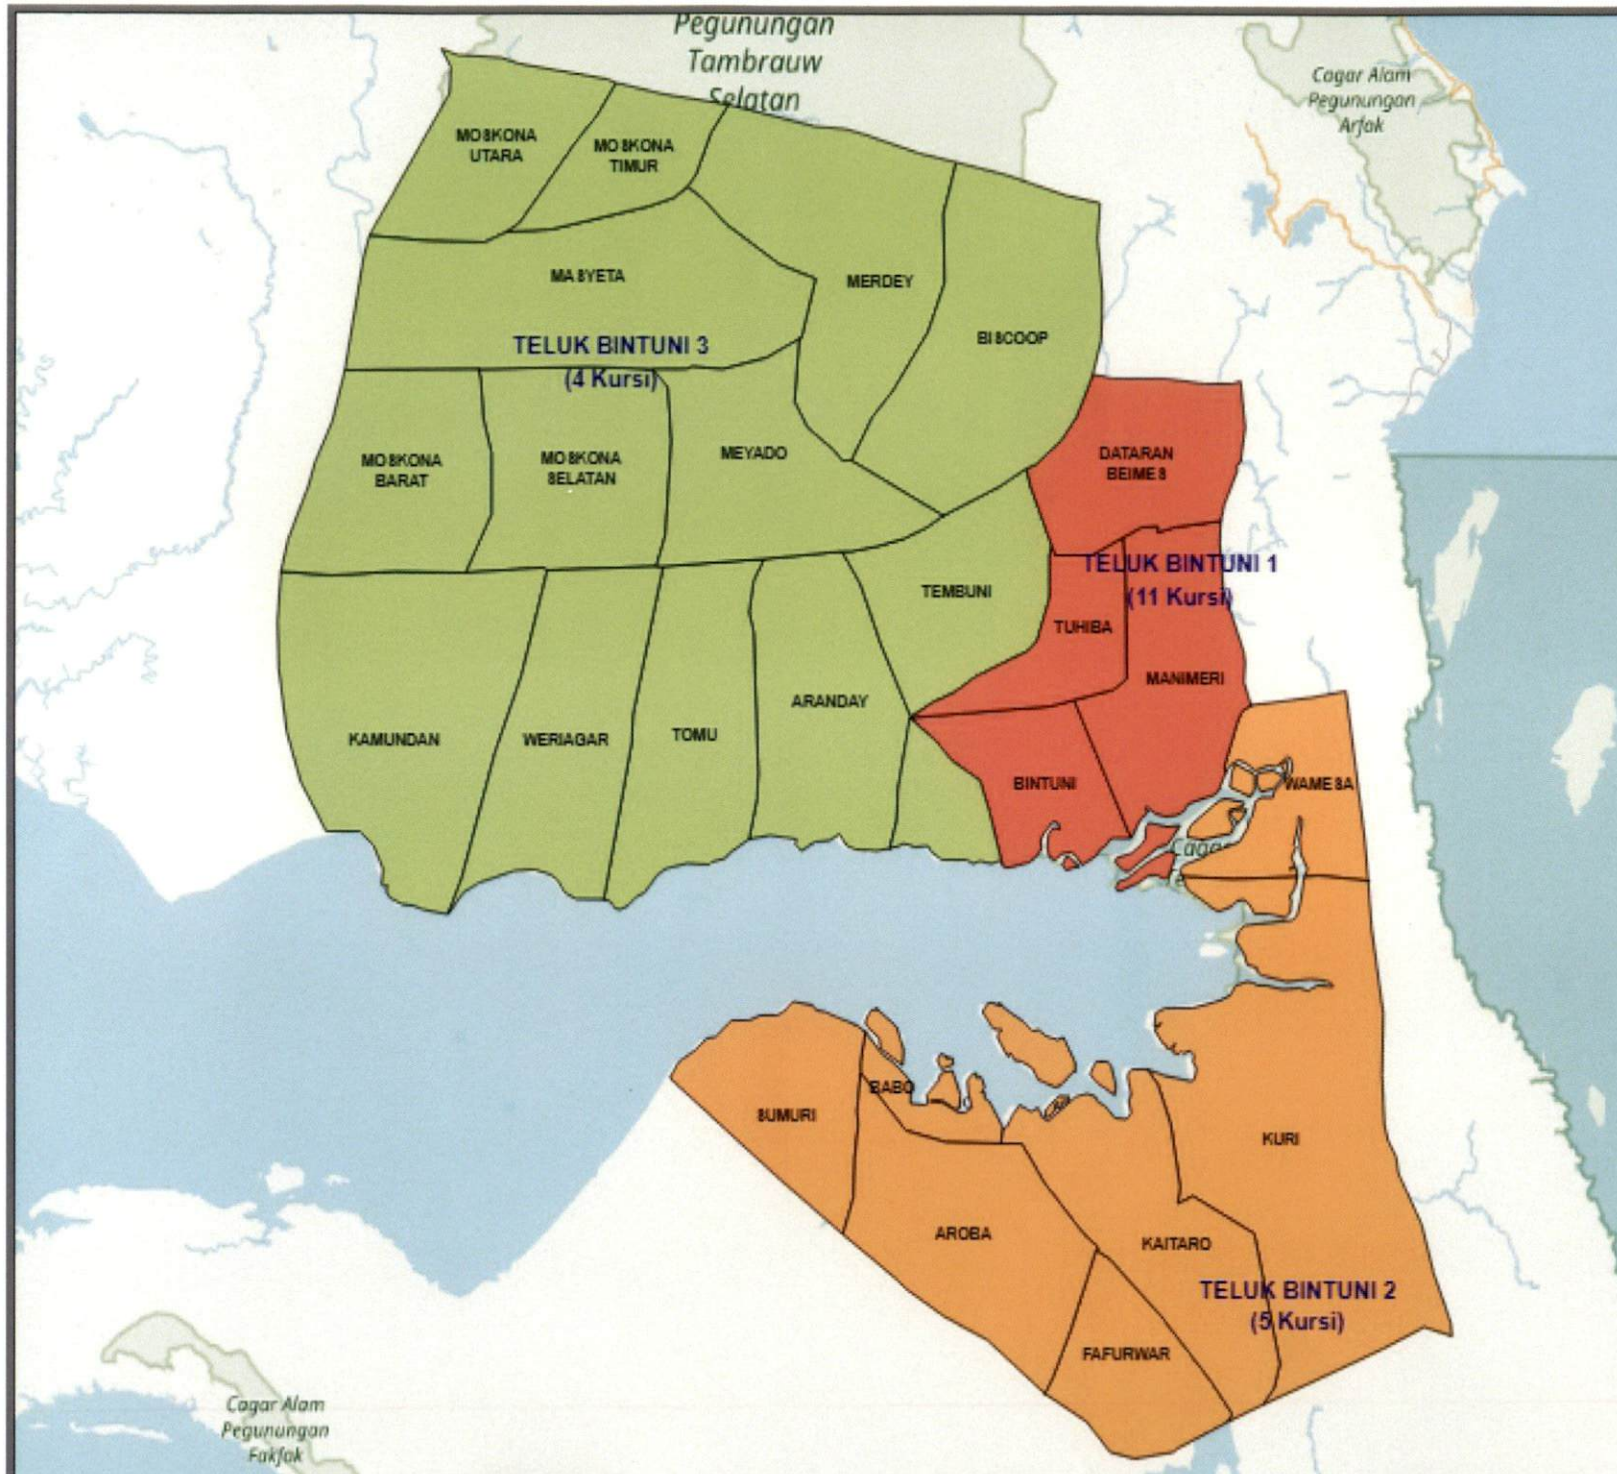 Pegunungan
Tambrauw
Selatan
Cagar Alam
Pegunungan
Arfak
MOSKONA
UTARA
MOSKONA
TIMUR
MASYETA
MERDEY
BISCOOP
TELUK BINTUNI 3
(4 Kursi)
MOSKONA
BARAT
MOSKONA
SELATAN
MEYADO
DATARAN
BEIMES
TELUK BINTUNI 1
(11 Kursi)
TEMBUNI
TUHIBA
MANIMERI
ARANDAY
KAMUNDAN
WERIAGAR
TOMU
BINTUNI
WAMESA
Cagar
SUMURI
BABO
KURI
AROBA
KAITARO
TELUK BINTUNI 2
(5 Kursi)
FAFURWAR
Cagar Alam
Pegunungan
Fakfak